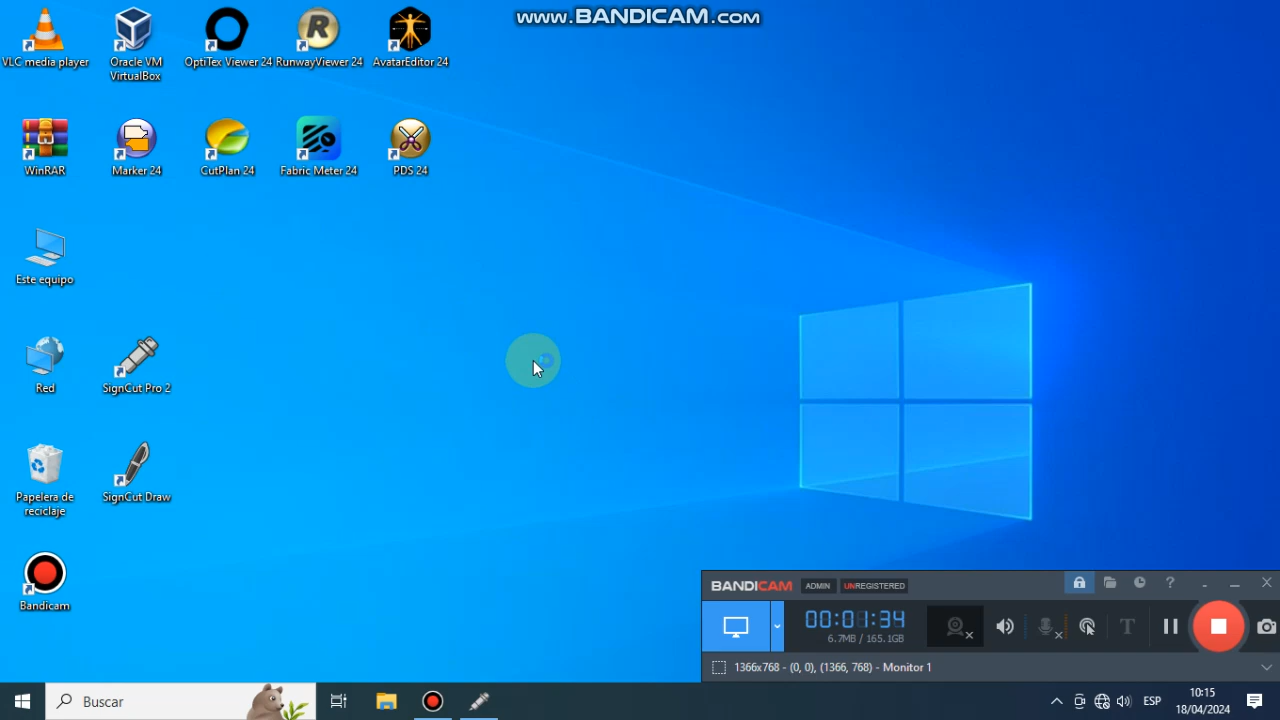 www.BANDICAM.com
VLC media player
Oracle VM
VirtualBox
OptiTex Viewer 24
RunwayViewer 24
AvatarEditor 24
WinRAR
Marker 24
CutPlan 24
Fabric Meter 24
PDS 24
Este equipo
Red
SignCut Pro 2
Papelera de
reciclaje
SignCut Draw
Bandicam
BANDICAM ADMIN UNREGISTERED
00:01:34
6.7MB / 165.1GB
1366x768 - (0, 0), (1366, 768) - Monitor 1
Buscar
ESP
10:15
18/04/2024